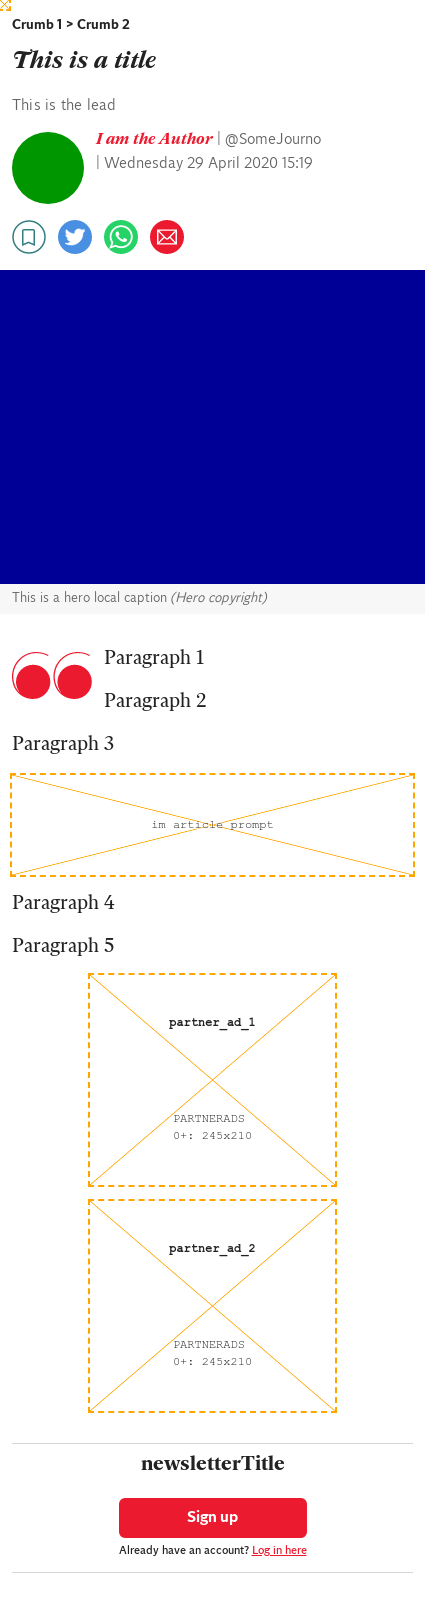 Crumb 1 > Crumb 2
This is a title
This is the lead
I am the Author | @SomeJourno
| Wednesday 29 April 2020 15:19
This is a hero local caption (Hero copyright)
Paragraph 1
Paragraph 2
Paragraph 3
im article prompt
Paragraph 4
Paragraph 5
partner_ad_1
PARTNERADS
0+: 245x210
partner_ad_2
PARTNERADS
0+: 245x210
newsletterTitle
Sign up
Already have an account? Log in here